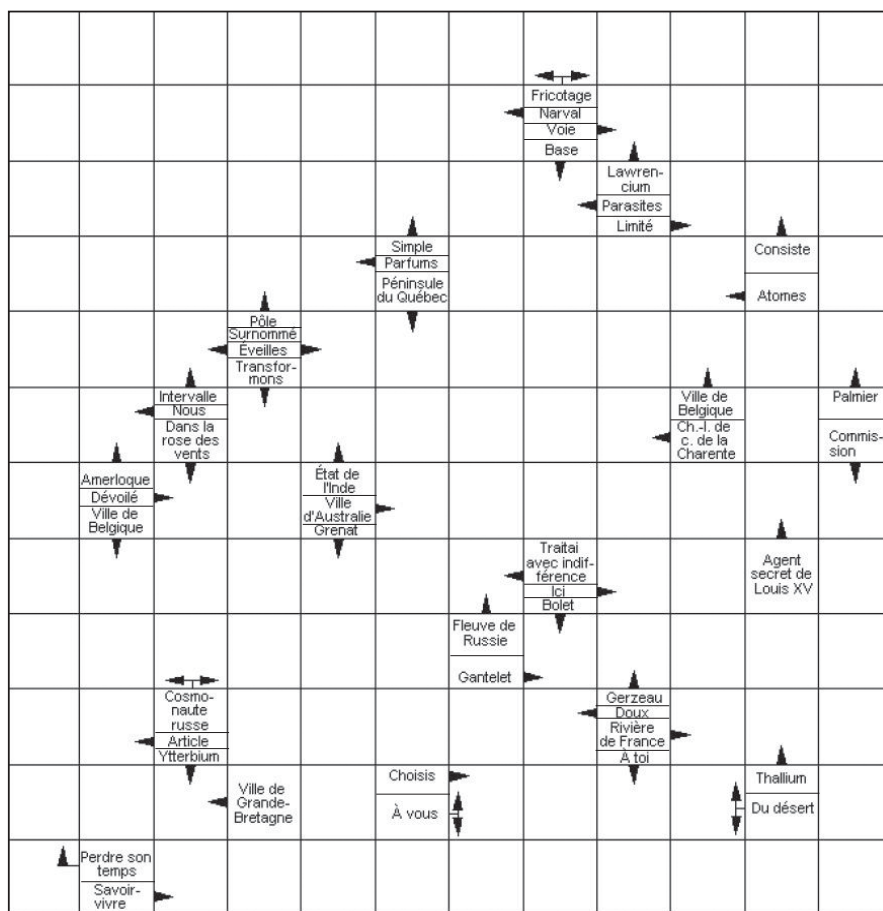 Fricotage
Narval
Voie
Base
Lawren-
cium
Parasites
Limité
Simple
Parfums
Péninsule
du Québec
Consiste
Atomes
Pôle
Surnommé
Éveilles
Transfor-
mons
Intervalle
Nous
Dans la
rose des
vents
Ville de
Belgique
Ch.-l. de
c. de la
Charente
Palmier
Commis-
sion
Amerloque
Dévoilé
Ville de
Belgique
État de
l'Inde
Ville
d'Australie
Grenat
Traitai
avec indif-
férence
Ici
Bolet
Agent
secret de
Louis XV
Fleuve de
Russie
Gantelet
Cosmo-
naute
russe
Article
Ytterbium
Gerzeau
Doux
Rivière
de France
À toi
Ville de
Grande-
Bretagne
Choisis
À vous
Thallium
Du désert
Perdre son
temps
Savoir-
vivre